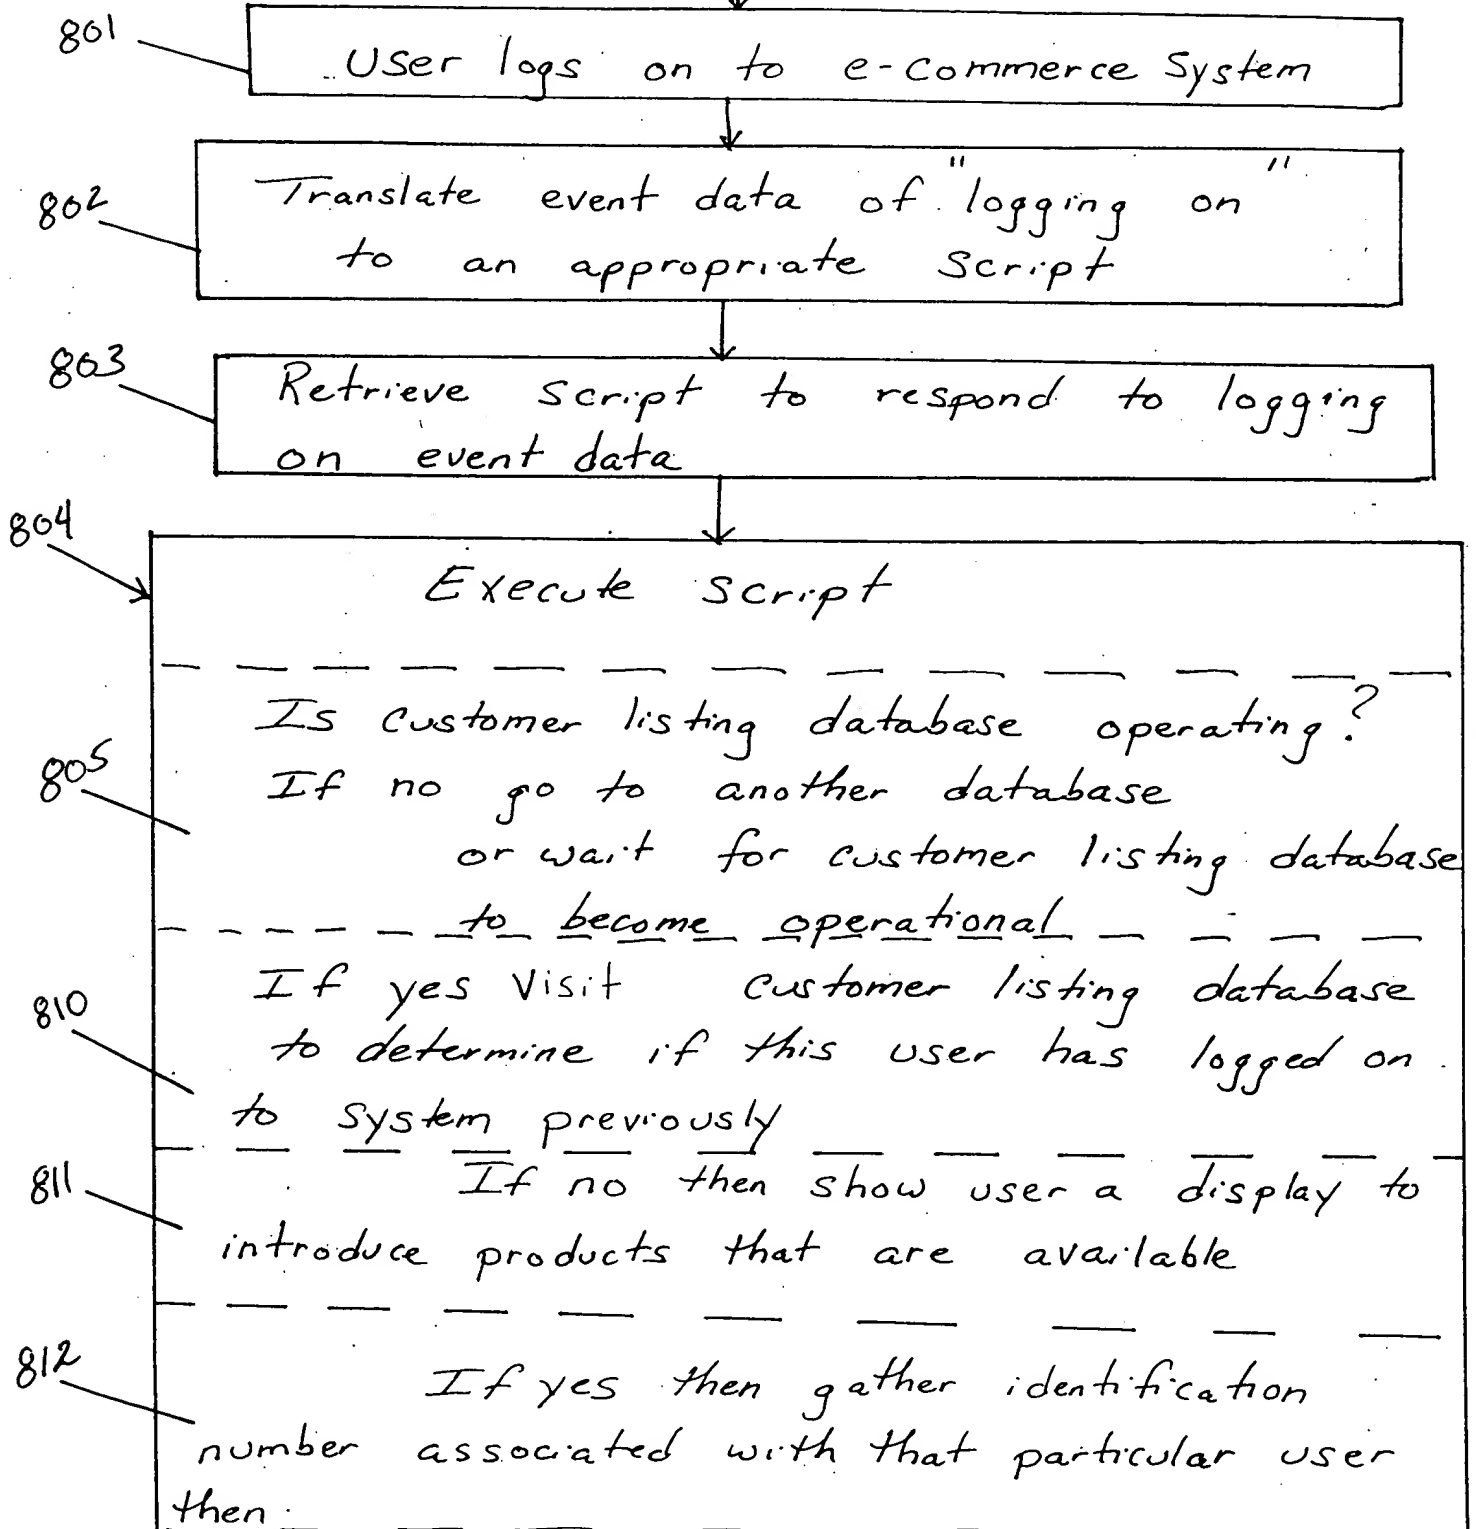 801
User logs on to e-commerce System
802
Translate event data of "logging on"
to an appropriate Script
803
Retrieve Script to respond to logging
on event data
804
Execute Script
Is customer listing database operating?
805
If no go to another database
or wait for customer listing database
to become operational
If yes Visit customer listing database
810
to determine if this user has logged on
to system previously
811
If no then show user a display to
introduce products that are available
812
If yes then gather identification
number associated with that particular user
then